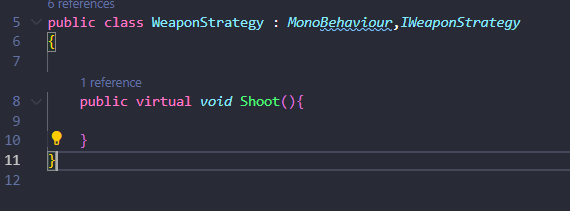 6 references
5 public class WeaponStrategy : MonoBehaviour,IWeaponStrategy
6 {
7
1 reference
8 public virtual void Shoot(){
9
10 }
11 }
12